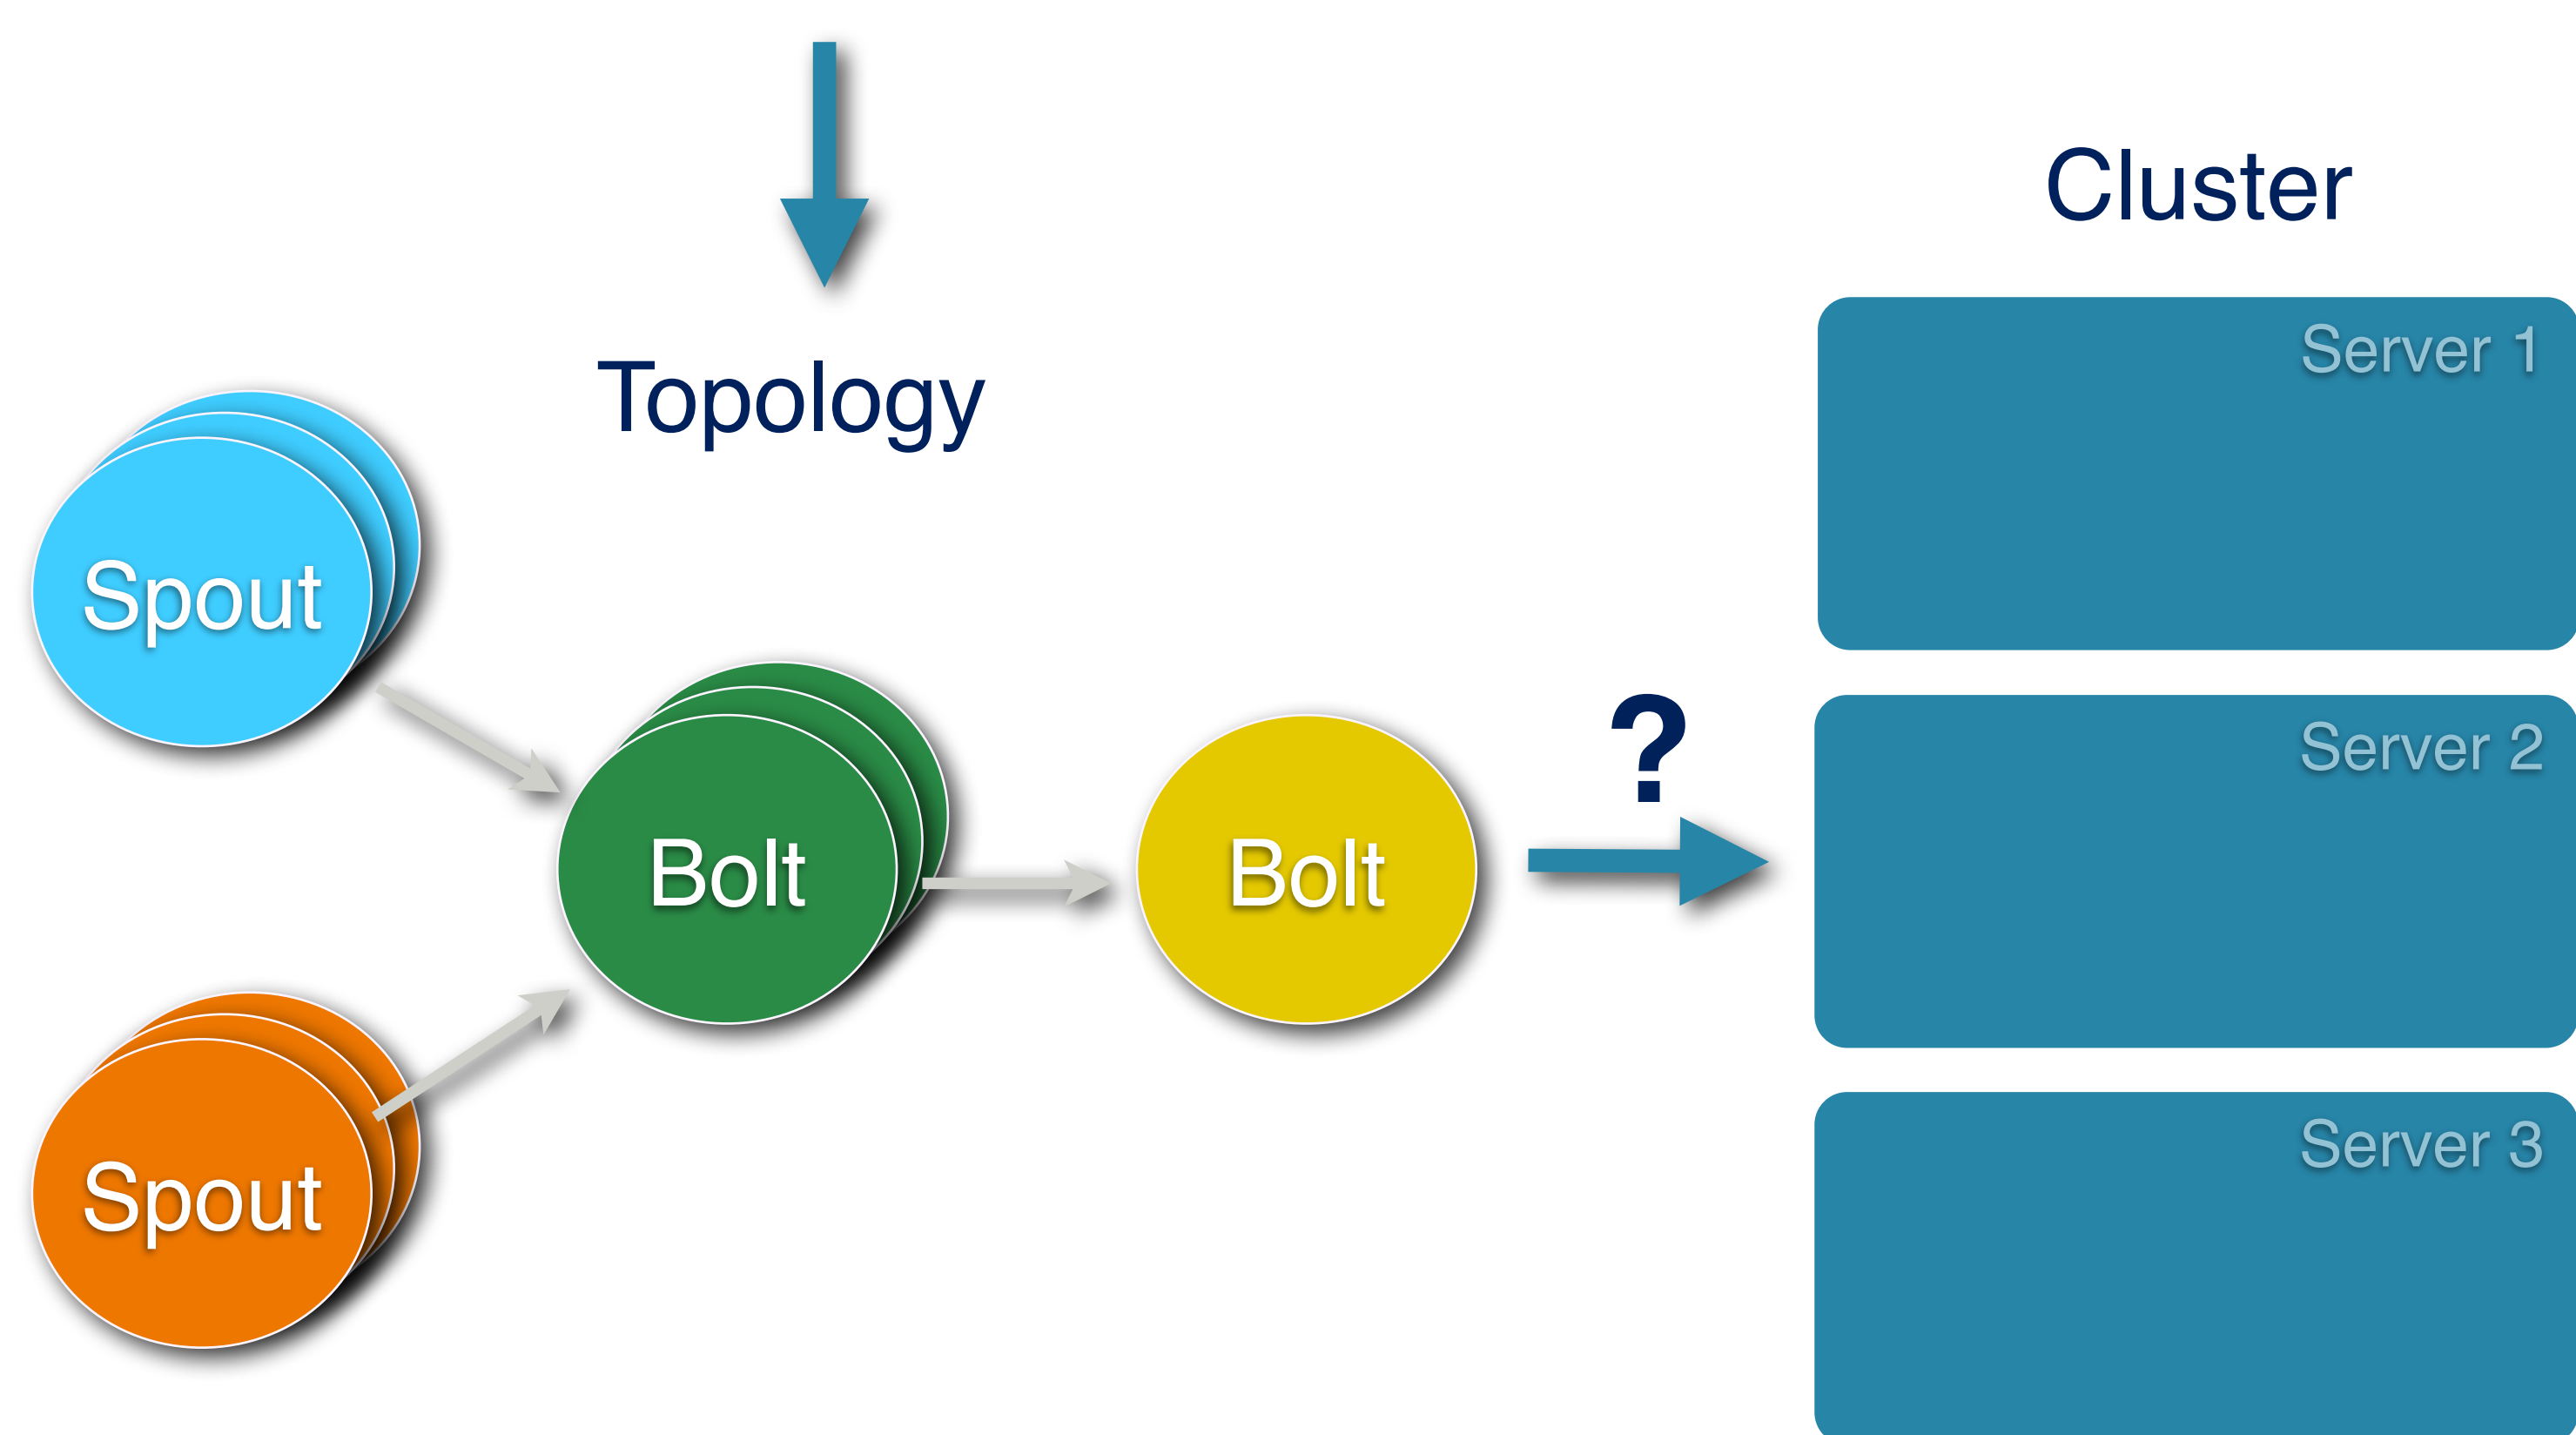 Cluster
Server 1
Topology
Spout
?
Server 2
Bolt
Bolt
Server 3
Spout